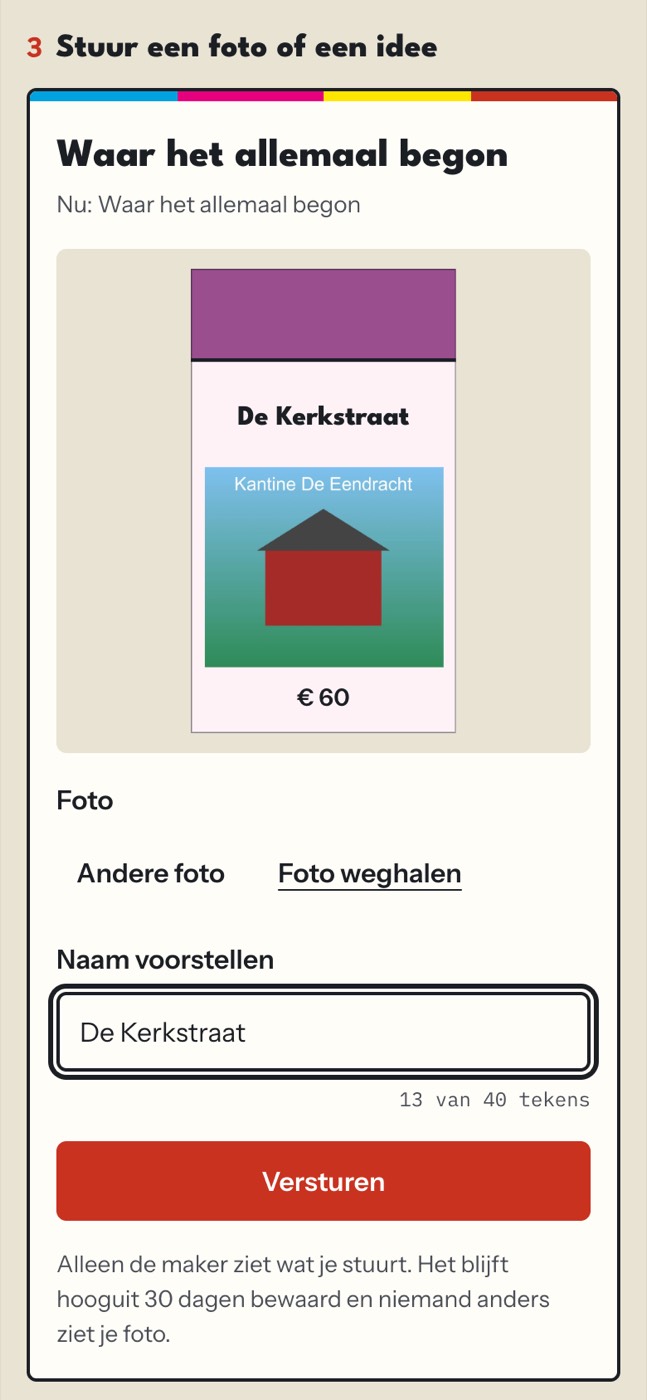 3 Stuur een foto of een idee
Waar het allemaal begon
Nu: Waar het allemaal begon
De Kerkstraat
Kantine De Eendracht
€ 60
Foto
Andere foto Foto weghalen
Naam voorstellen
De Kerkstraat
13 van 40 tekens
Versturen
Alleen de maker ziet wat je stuurt. Het blijft
hooguit 30 dagen bewaard en niemand anders
ziet je foto.